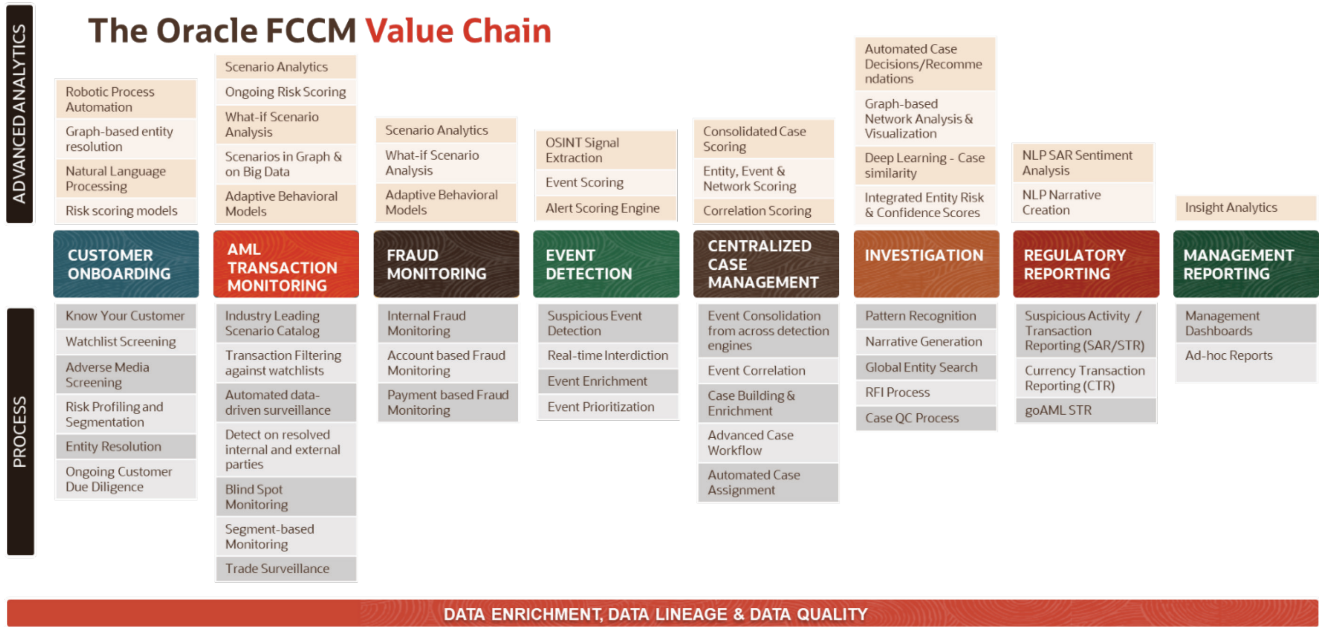 The Oracle FCCM Value Chain
ADVANCED ANALYTICS
Robotic Process
Automation
Graph-based entity
resolution
Natural Language
Processing
Risk scoring models
CUSTOMER
ONBOARDING
Know Your Customer
Watchlist Screening
Adverse Media
Screening
Risk Profiling and
Segmentation
Entity Resolution
Ongoing Customer
Due Diligence
Scenario Analytics
Ongoing Risk Scoring
What-if Scenario
Analysis
Scenarios in Graph &
on Big Data
Adaptive Behavioral
Models
AML
TRANSACTION
MONITORING
Industry Leading
Scenario Catalog
Transaction Filtering
against watchlists
Automated data-
driven surveillance
Detect on resolved
internal and external
parties
Blind Spot
Monitoring
Segment-based
Monitoring
Trade Surveillance
Scenario Analytics
What-if Scenario
Analysis
Adaptive Behavioral
Models
FRAUD
MONITORING
Internal Fraud
Monitoring
Account based Fraud
Monitoring
Payment based Fraud
Monitoring
OSINT Signal
Extraction
Event Scoring
Alert Scoring Engine
EVENT
DETECTION
Suspicious Event
Detection
Real-time Interdiction
Event Enrichment
Event Prioritization
Consolidated Case
Scoring
Entity, Event &
Network Scoring
Correlation Scoring
CENTRALIZED
CASE
MANAGEMENT
Event Consolidation
from across detection
engines
Event Correlation
Case Building &
Enrichment
Advanced Case
Workflow
Automated Case
Assignment
Automated Case
Decisions/Recomme
ndations
Graph-based
Network Analysis &
Visualization
Deep Learning - Case
similarity
Integrated Entity Risk
& Confidence Scores
INVESTIGATION
Pattern Recognition
Narrative Generation
Global Entity Search
RFI Process
Case QC Process
NLP SAR Sentiment
Analysis
NLP Narrative
Creation
REGULATORY
REPORTING
Suspicious Activity /
Transaction
Reporting (SAR/STR)
Currency Transaction
Reporting (CTR)
goAML STR
Insight Analytics
MANAGEMENT
REPORTING
Management
Dashboards
Ad-hoc Reports
PROCESS
DATA ENRICHMENT, DATA LINEAGE & DATA QUALITY